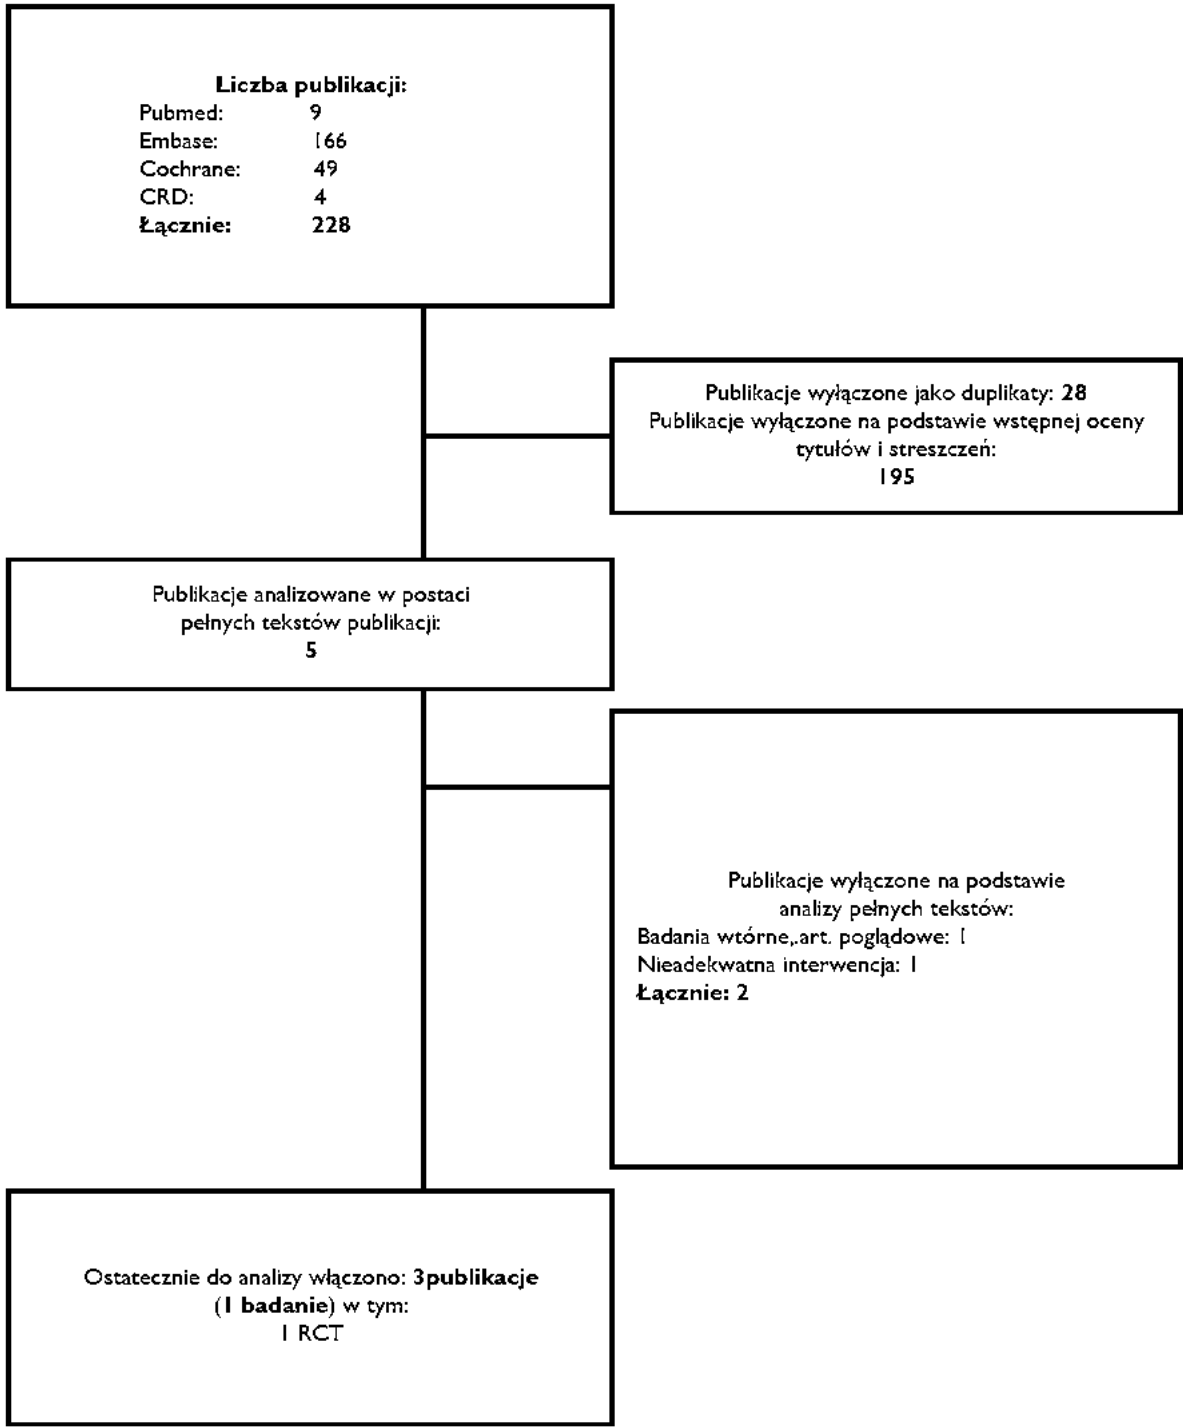 Liczba publikacji:
Pubmed: 9
Embase: 166
Cochrane: 49
CRD: 4
Łącznie: 228
Publikacje wyłączone jako duplikaty: 28
Publikacje wyłączone na podstawie wstępnej oceny
tytułów i streszczeń:
195
Publikacje analizowane w postaci
pełnych tekstów publikacji:
5
Publikacje wyłączone na podstawie
analizy pełnych tekstów:
Badania wtórne,.art. poglądowe: 1
Nieadekwatna interwencja: 1
Łącznie: 2
Ostatecznie do analizy włączono: 3publikacje
(1 badanie) w tym:
1 RCT